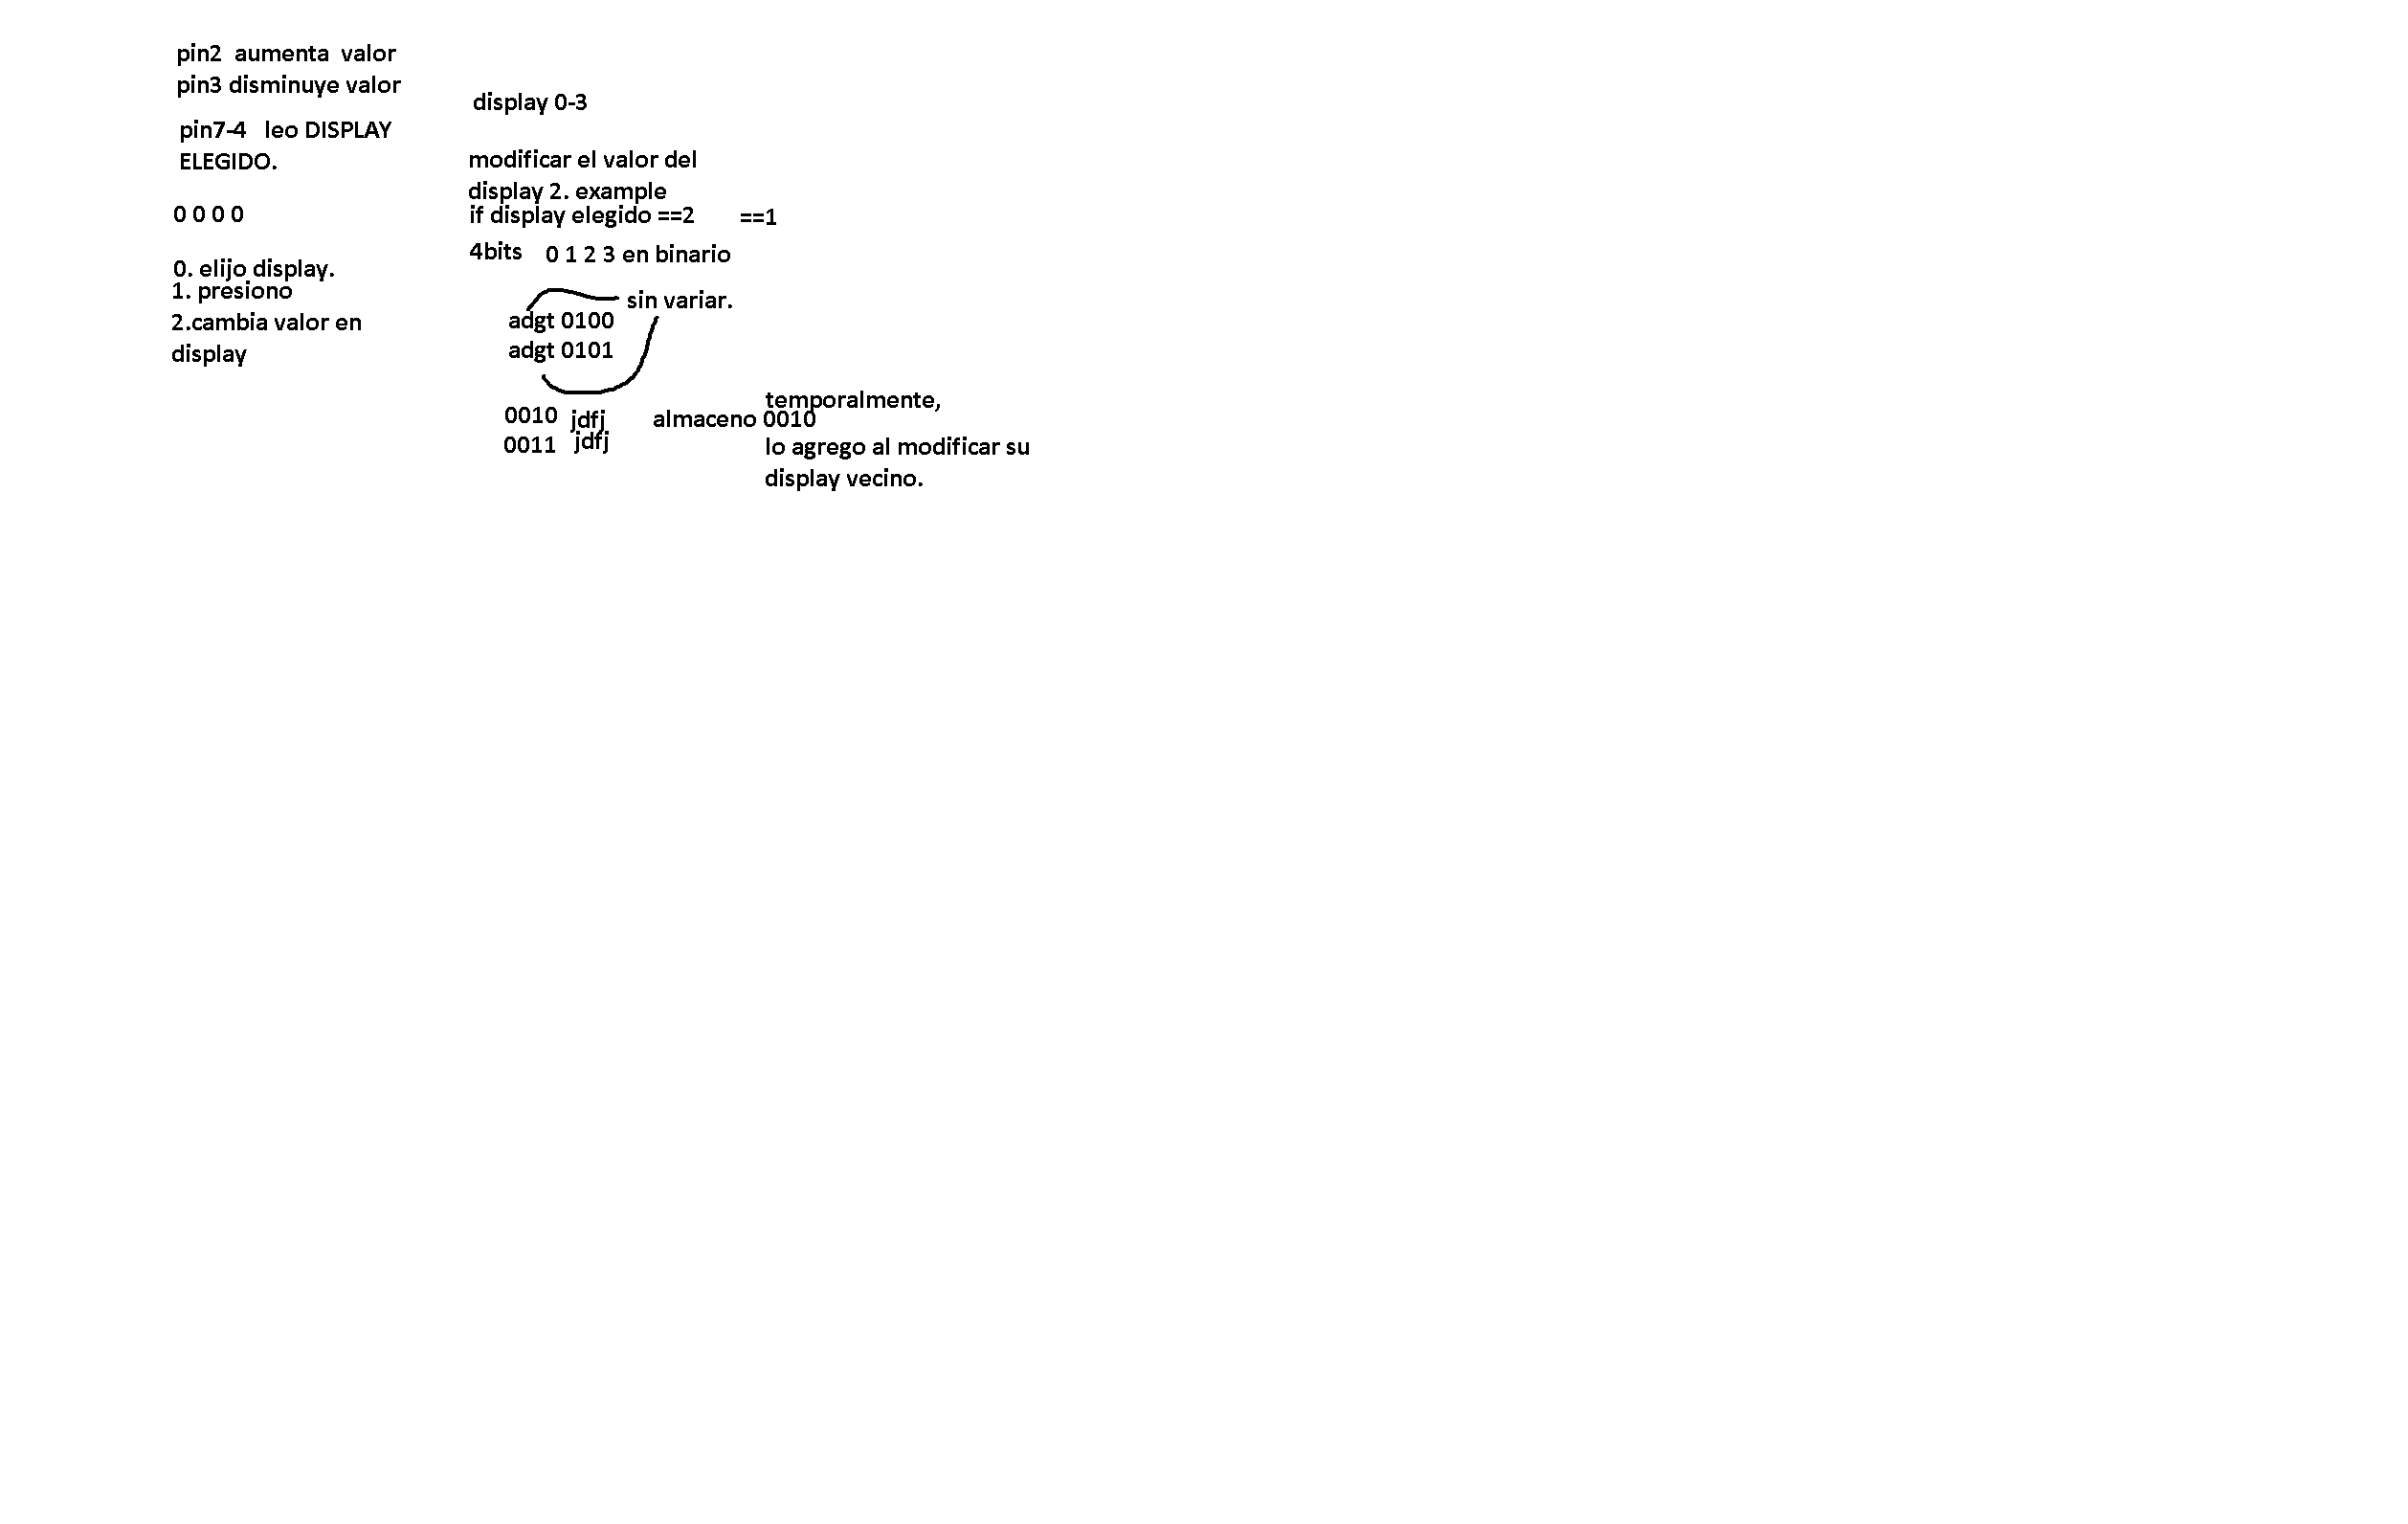 pin2 aumenta valor
pin3 disminuye valor
pin7-4 leo DISPLAY
ELEGIDO.
0 0 0 0
0. elijo display.
1. presiono
2.cambia valor en
display
display 0-3
modificar el valor del
display 2. example
if display elegido ==2 ==1
4bits 0 1 2 3 en binario
sin variar.
adgt 0100
adgt 0101
0010 jdfj almaceno 0010
0011 jdfj
temporalmente,
lo agrego al modificar su
display vecino.